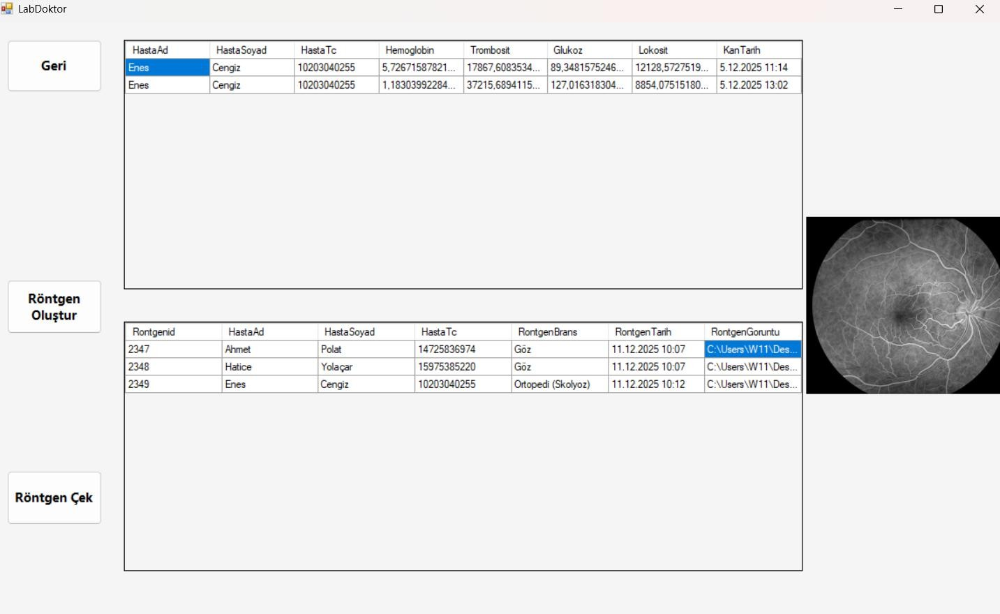 LabDoktor
Geri
HastaAd HastaSoyad HastaTc Hemoglobin Trombosit Glukoz Lokosit KanTarih
Enes Cengiz 10203040255 5,72671587821... 17867,6083534... 89,3481575246... 12128,5727519... 5.12.2025 11:14
Enes Cengiz 10203040255 1,18303992284... 37215,6894115... 127,016318304... 8854,07515180... 5.12.2025 13:02
Röntgen
Oluştur
Rontgenid HastaAd HastaSoyad HastaTc RontgenBrans RontgenTarih RontgenGoruntu
2347 Ahmet Polat 14725836974 Göz 11.12.2025 10:07 C:\Users\W11\Des...
2348 Hatice Yolaçar 15975385220 Göz 11.12.2025 10:07 C:\Users\W11\Des...
2349 Enes Cengiz 10203040255 Ortopedi (Skolyoz) 11.12.2025 10:12 C:\Users\W11\Des...
Röntgen Çek